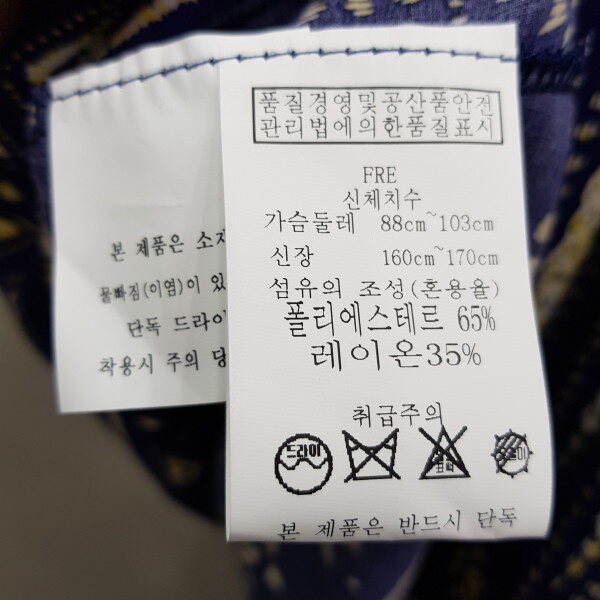 품질경영및공산품안전
관리법에의한품질표시
FRE
신체치수
가슴둘레 88cm~103cm
신장 160cm~170cm
섬유의 조성(혼용율)
폴리에스테르 65%
레이온35%
취급주의
드라이
본 제품은 반드시 단독
본 제품은 소재
물빠짐(이염)이 있
단독 드라이
착용시 주의 당